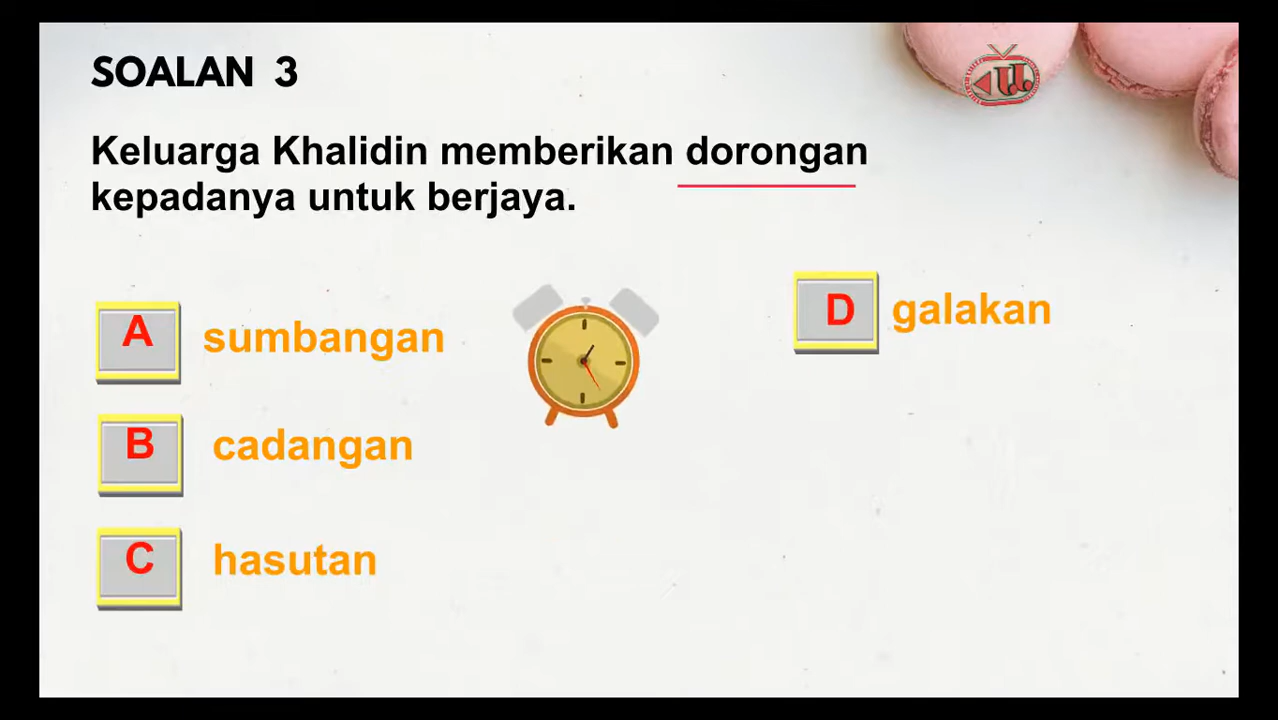 SOALAN 3
Keluarga Khalidin memberikan dorongan
kepadanya untuk berjaya.
A sumbangan
B cadangan
C hasutan
D galakan